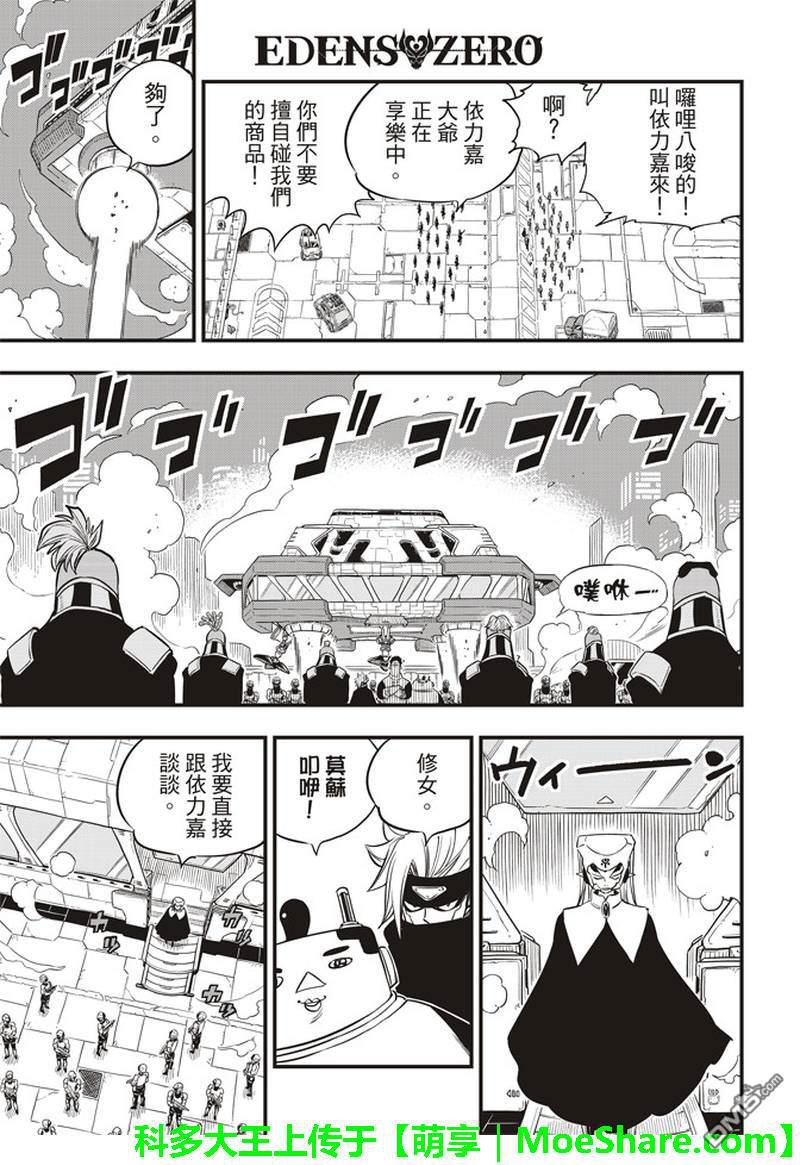 EDENS ZERO
囉哩八唆的！
叫依力嘉來！
啊？
依力嘉
大爺
正在
享樂中。
你們不要
擅自碰我們
的商品！
夠了。
ゴゴゴゴゴ
ゴゴゴゴゴゴ
噗咻—
ウィーーン
修女。
莫蘇
叩咿！
我要直接
跟依力嘉
談談。
科多大王上传于【萌享｜MoeShare.com】